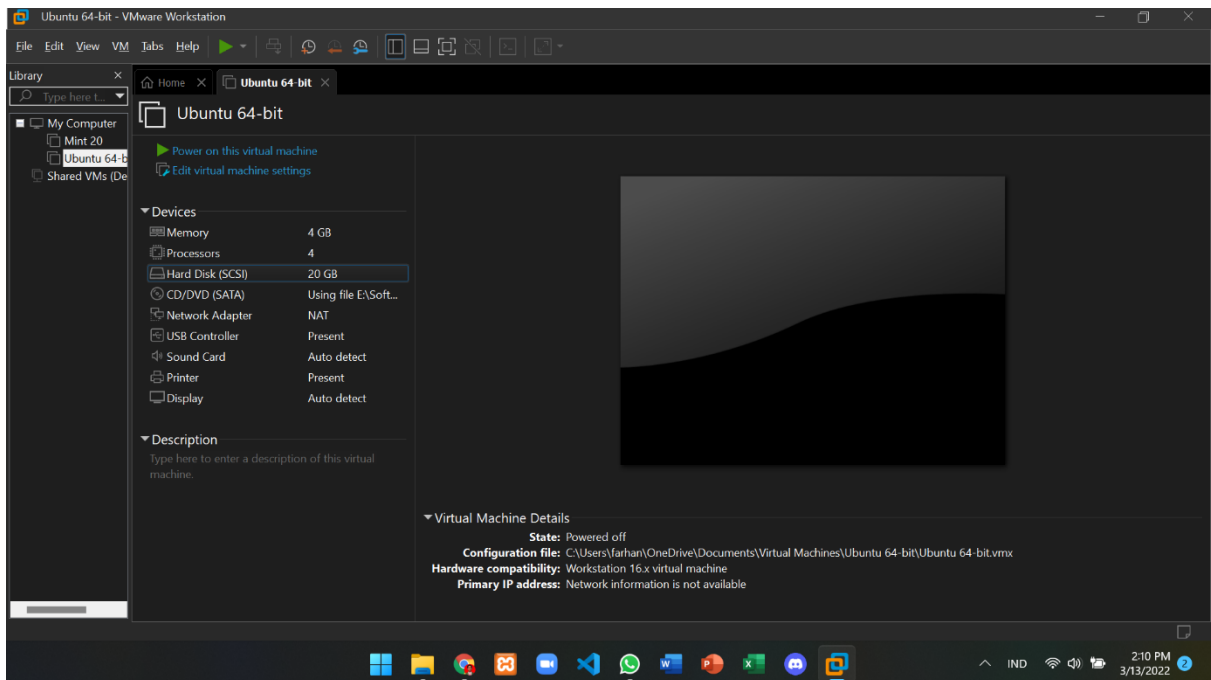 Ubuntu 64-bit - VMware Workstation
File Edit View VM Tabs Help
Library
Type here t...
My Computer
Mint 20
Ubuntu 64-b
Shared VMs (De
Home
Ubuntu 64-bit
Ubuntu 64-bit
Power on this virtual machine
Edit virtual machine settings
Devices
Memory 4 GB
Processors 4
Hard Disk (SCSI) 20 GB
CD/DVD (SATA) Using file E:\Soft...
Network Adapter NAT
USB Controller Present
Sound Card Auto detect
Printer Present
Display Auto detect
Description
Type here to enter a description of this virtual
machine.
Virtual Machine Details
State: Powered off
Configuration file: C:\Users\farhan\OneDrive\Documents\Virtual Machines\Ubuntu 64-bit\Ubuntu 64-bit.vmx
Hardware compatibility: Workstation 16.x virtual machine
Primary IP address: Network information is not available
IND
2:10 PM
3/13/2022
2